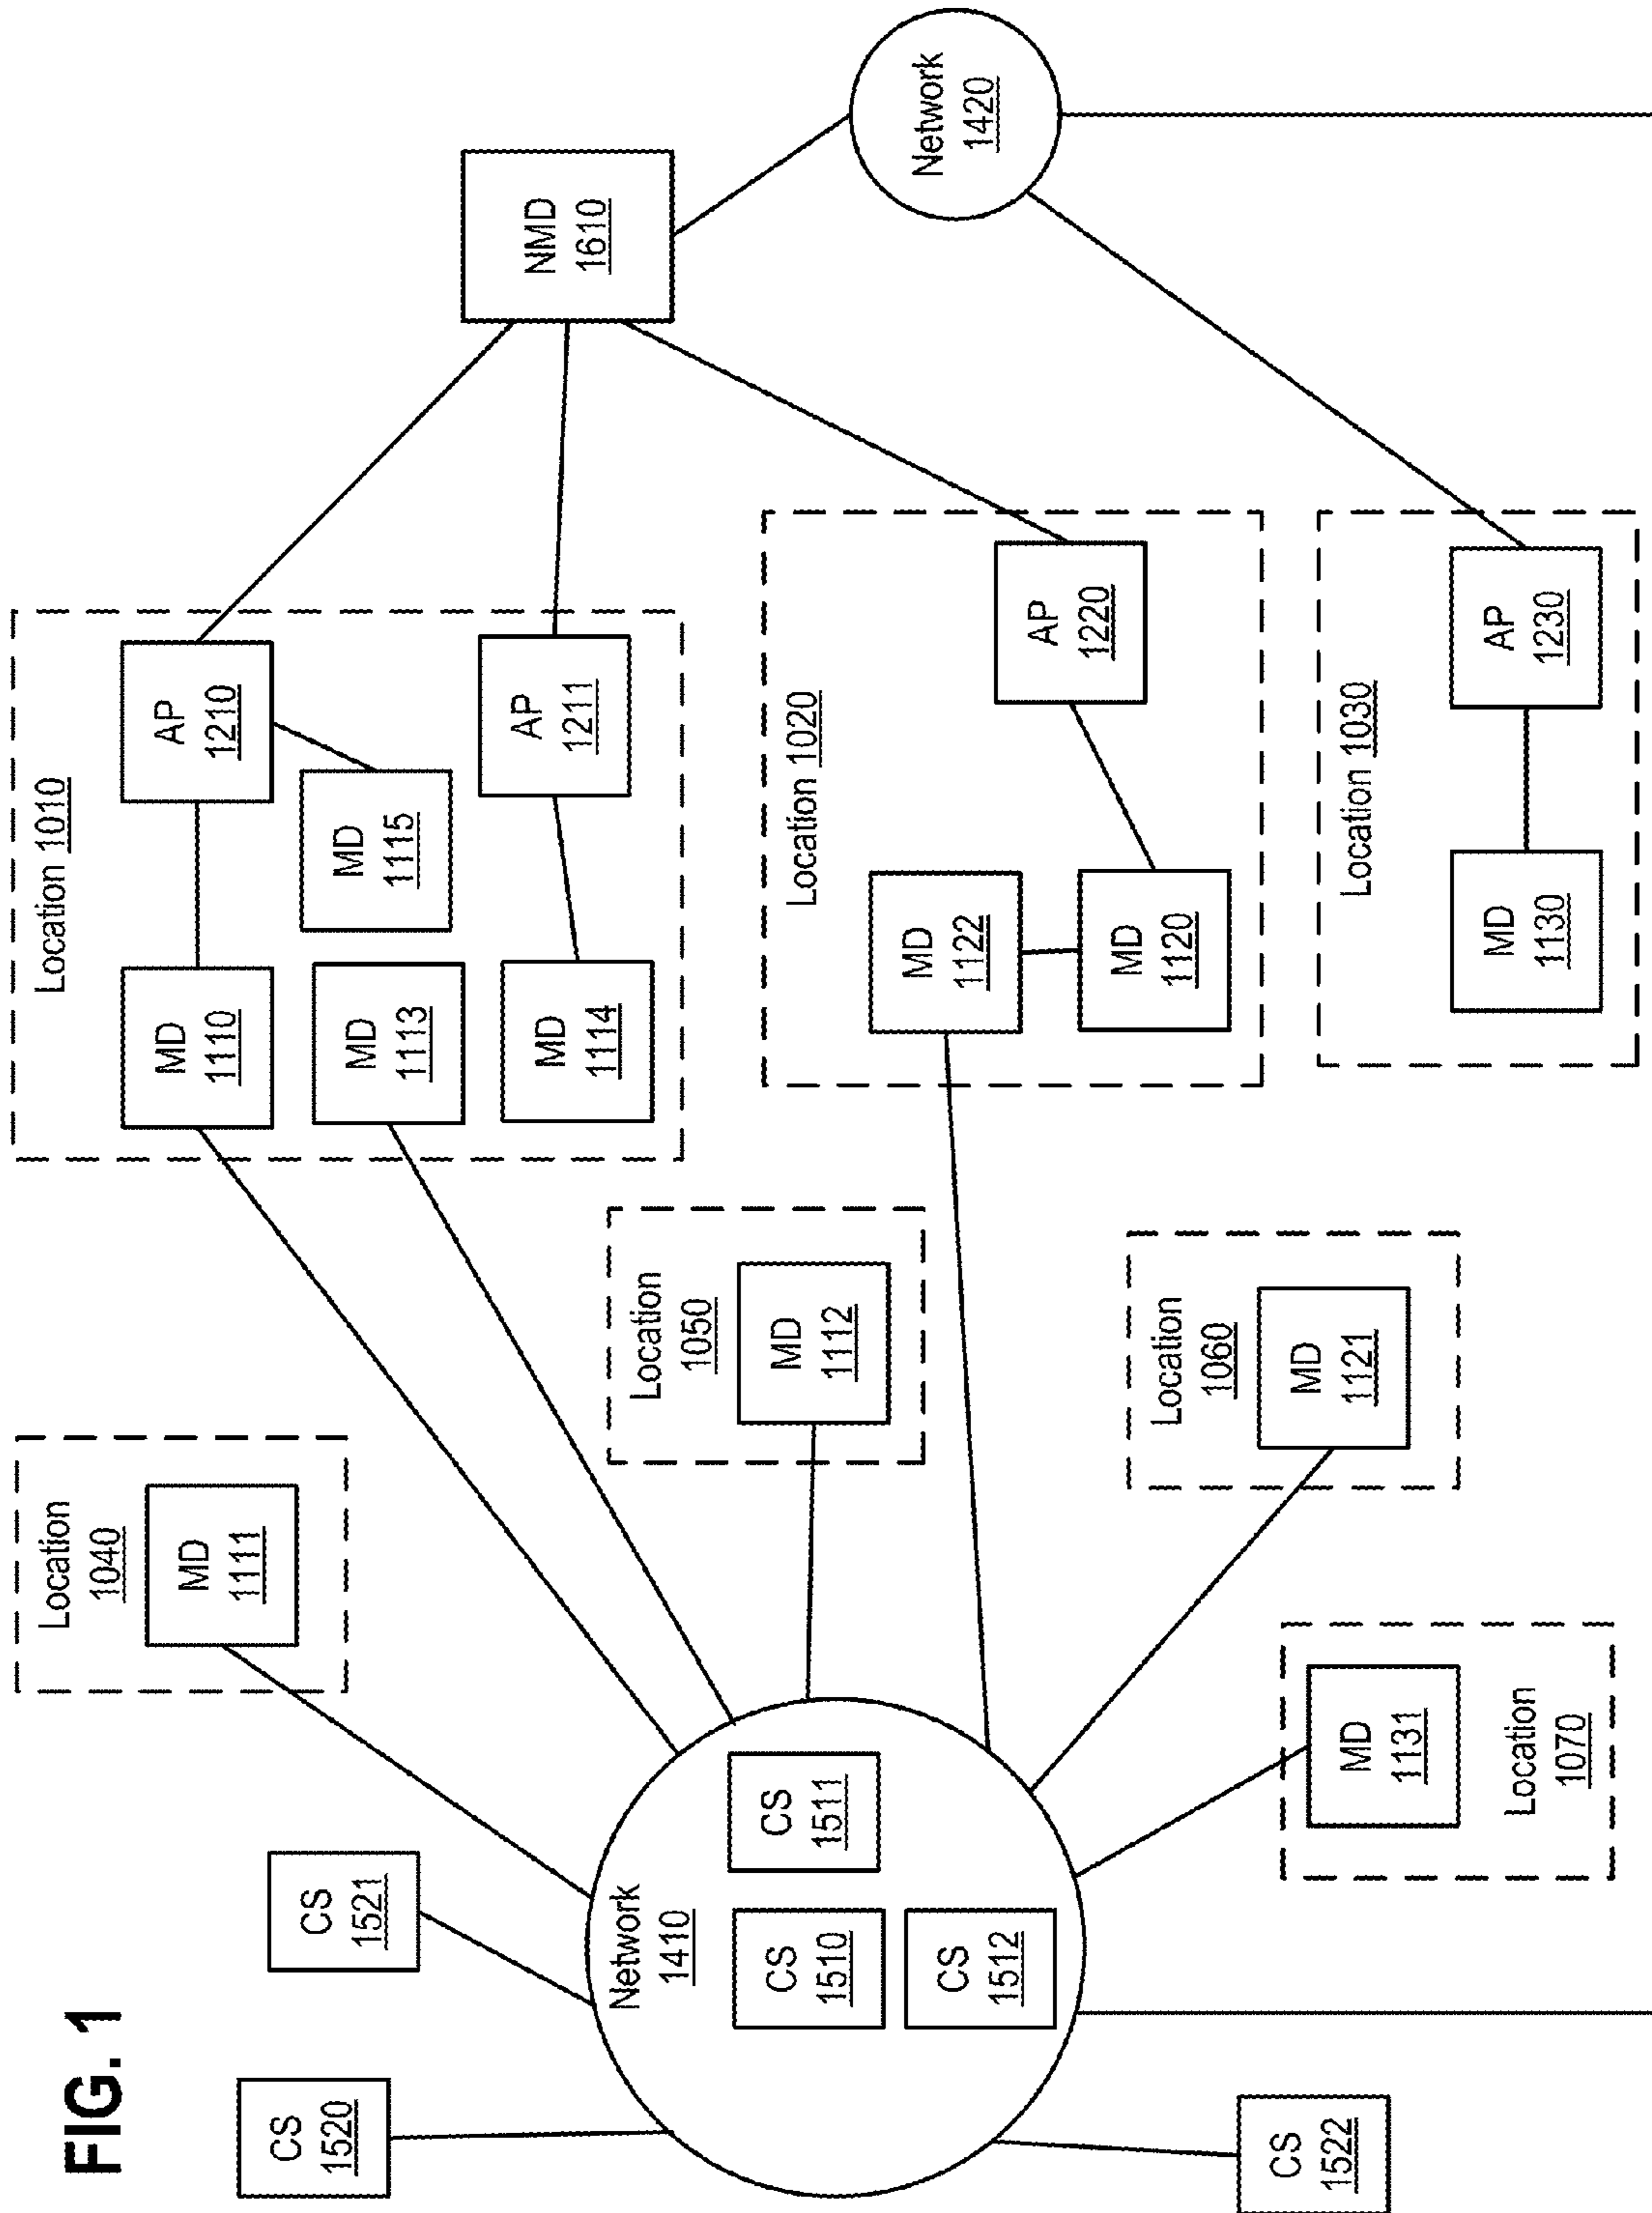 FIG. 1
CS
1520
CS
1521
CS
1522
Network
1410
CS
1510
CS
1511
CS
1512
Location
1040
MD
1111
Location
1050
MD
1112
Location
1060
MD
1121
MD
1131
Location
1070
Location 1010
MD
1110
AP
1210
MD
1113
MD
1115
MD
1114
AP
1211
Location 1020
MD
1122
MD
1120
AP
1220
Location 1030
MD
1130
AP
1230
NMD
1610
Network
1420